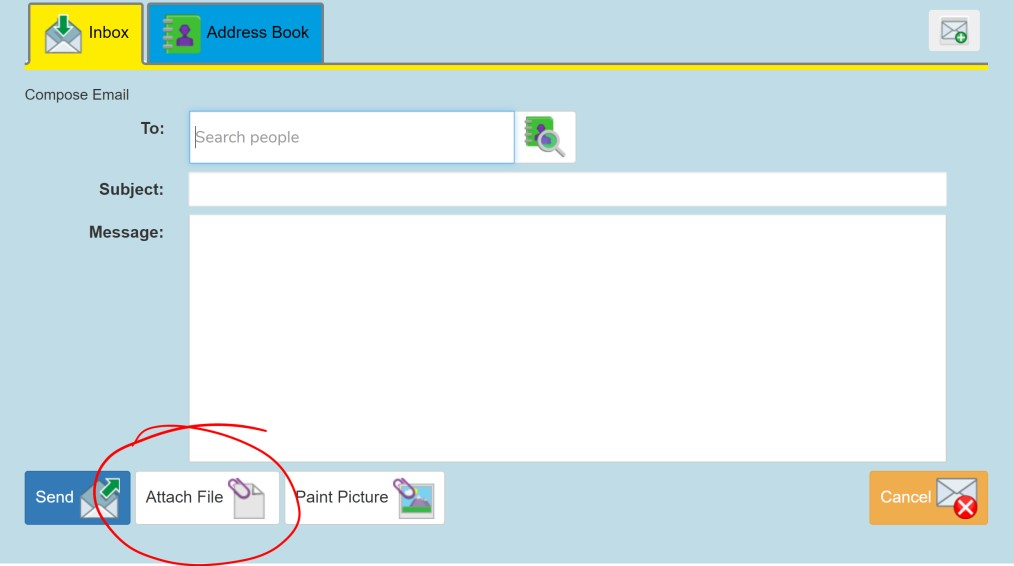 Inbox Address Book
Compose Email
To: Search people
Subject:
Message:
Send Attach File Paint Picture Cancel